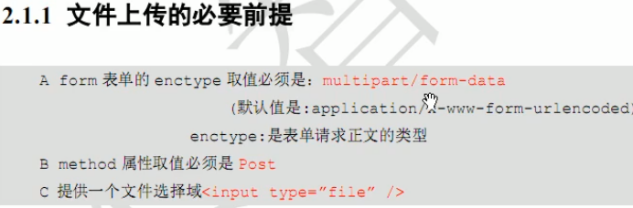 2.1.1 文件上传的必要前提
A form 表单的 enctype 取值必须是：multipart/form-data
(默认值是:application/x-www-form-urlencoded)
enctype:是表单请求正文的类型
B method 属性取值必须是 Post
C 提供一个文件选择域<input type=”file” />